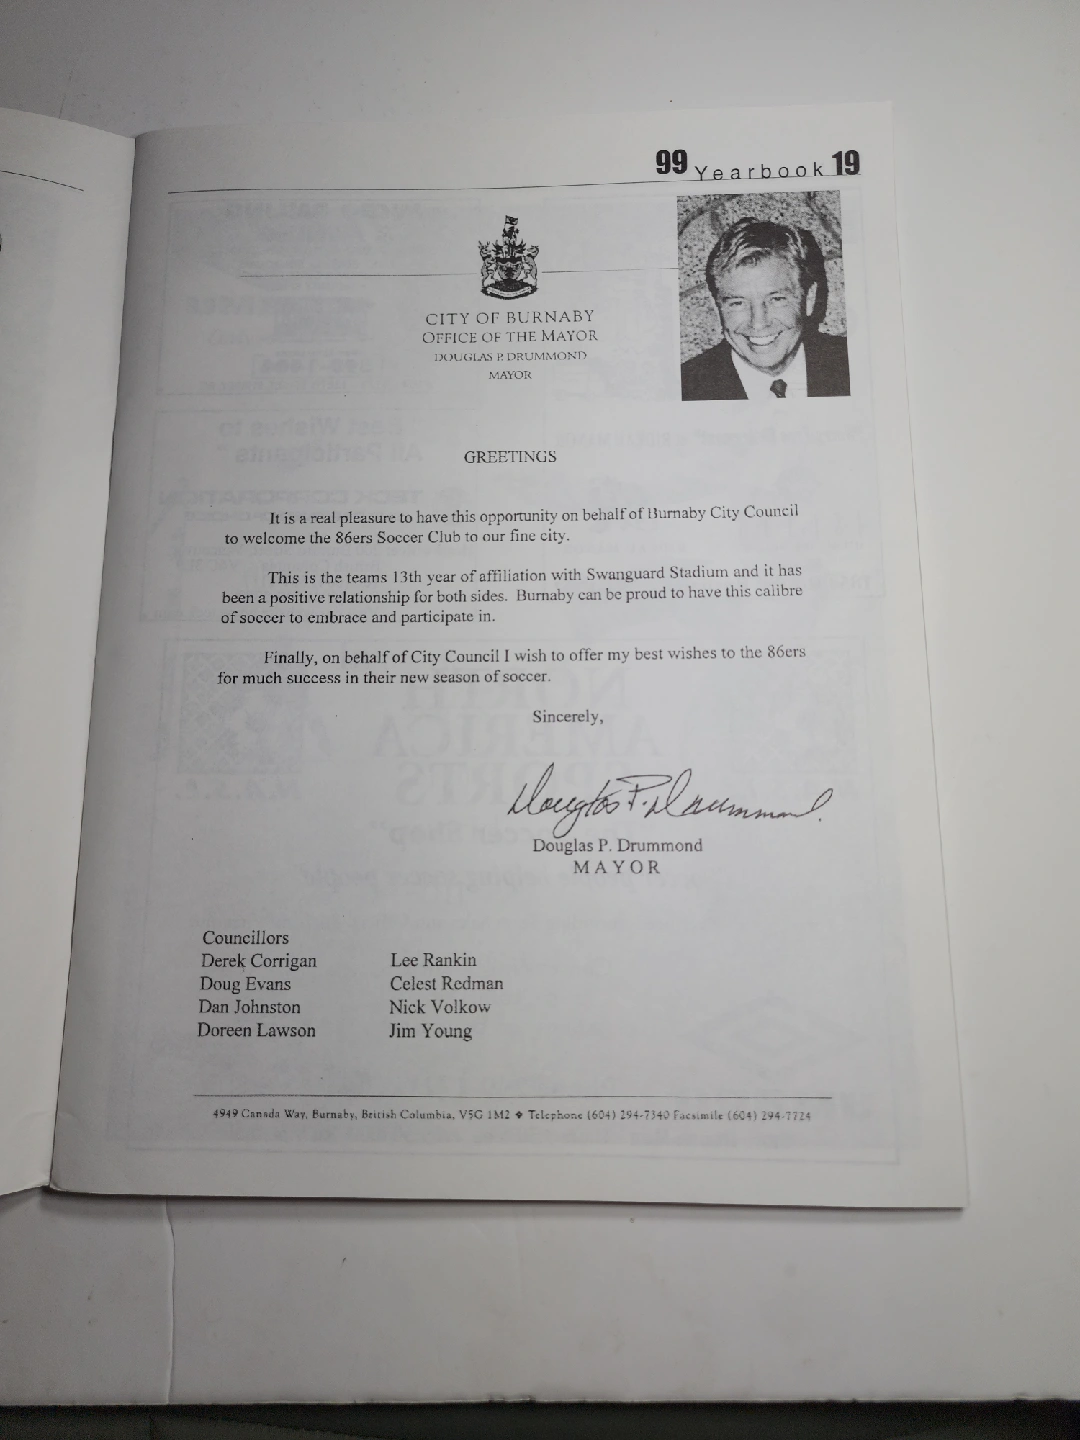 99 Yearbook 19
CITY OF BURNABY
OFFICE OF THE MAYOR
DOUGLAS P. DRUMMOND
MAYOR
GREETINGS
It is a real pleasure to have this opportunity on behalf of Burnaby City Council
to welcome the 86ers Soccer Club to our fine city.
This is the teams 13th year of affiliation with Swanguard Stadium and it has
been a positive relationship for both sides. Burnaby can be proud to have this calibre
of soccer to embrace and participate in.
Finally, on behalf of City Council I wish to offer my best wishes to the 86ers
for much success in their new season of soccer.
Sincerely,
Douglas P. Drummond.
Douglas P. Drummond
MAYOR
Councillors
Derek Corrigan Lee Rankin
Doug Evans Celest Redman
Dan Johnston Nick Volkow
Doreen Lawson Jim Young
4949 Canada Way, Burnaby, British Columbia, V5G 1M2 ❖ Telephone (604) 294-7340 Facsimile (604) 294-7724